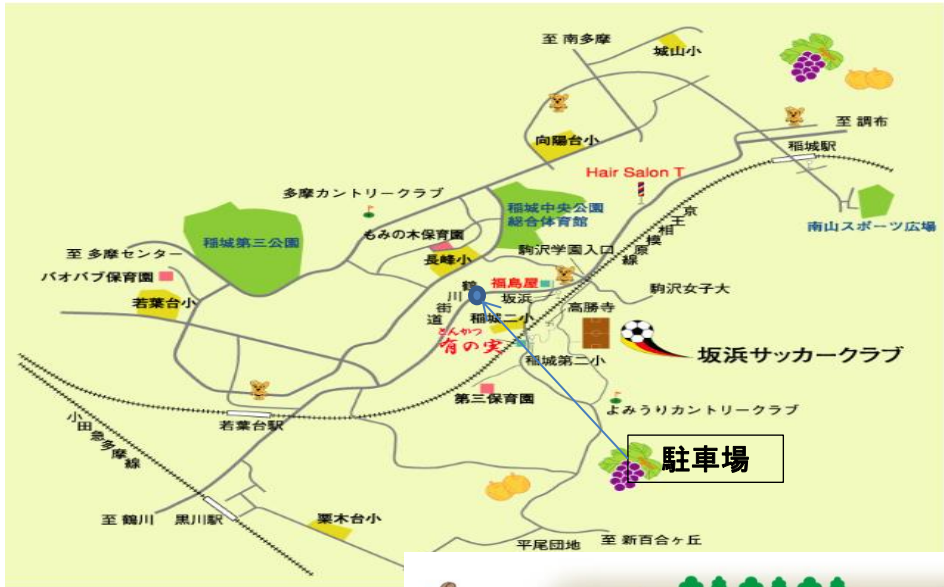 至 南多摩
城山小
至 調布
向陽台小
稲城駅
Hair Salon T
多摩カントリークラブ
稲城中央公園
総合体育館
京王相模原線
南山スポーツ広場
稲城第三公園
もみの木保育園
至 多摩センター
長峰小
駒沢学園入口
バオバブ保育園
福島屋
駒沢女子大
鶴川街道
坂浜
高勝寺
若葉台小
稲城二小
とんかつ
有の実
坂浜サッカークラブ
稲城第二小
第三保育園
よみうりカントリークラブ
若葉台駅
小田急多摩線
駐車場
至 鶴川
黒川駅
栗木台小
平尾団地
至 新百合ヶ丘